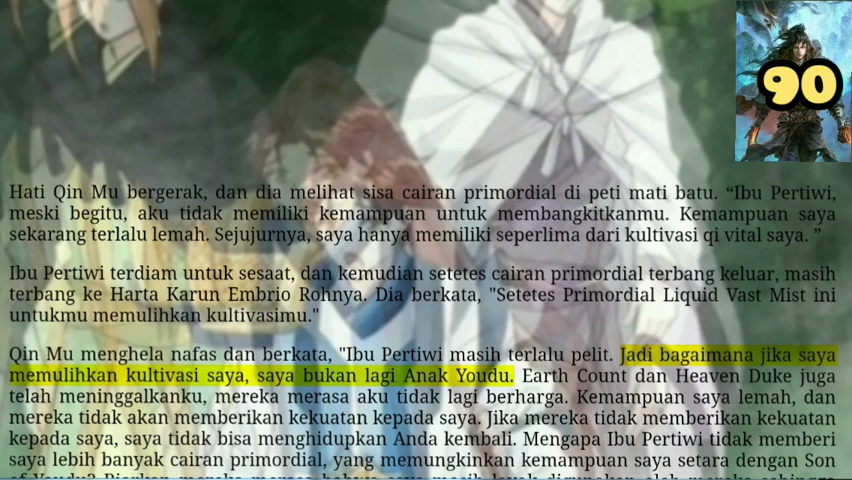 90
Hati Qin Mu bergerak, dan dia melihat sisa cairan primordial di peti mati batu. “Ibu Pertiwi,
meski begitu, aku tidak memiliki kemampuan untuk membangkitkanmu. Kemampuan saya
sekarang terlalu lemah. Sejujurnya, saya hanya memiliki seperlima dari kultivasi qi vital saya. ”
Ibu Pertiwi terdiam untuk sesaat, dan kemudian setetes cairan primordial terbang keluar, masih
terbang ke Harta Karun Embrio Rohnya. Dia berkata, "Setetes Primordial Liquid Vast Mist ini
untukmu memulihkan kultivasimu."
Qin Mu menghela nafas dan berkata, "Ibu Pertiwi masih terlalu pelit. Jadi bagaimana jika saya
memulihkan kultivasi saya, saya bukan lagi Anak Youdu. Earth Count dan Heaven Duke juga
telah meninggalkanku, mereka merasa aku tidak lagi berharga. Kemampuan saya lemah, dan
mereka tidak akan memberikan kekuatan kepada saya. Jika mereka tidak memberikan kekuatan
kepada saya, saya tidak bisa menghidupkan Anda kembali. Mengapa Ibu Pertiwi tidak memberi
saya lebih banyak cairan primordial, yang memungkinkan kemampuan saya setara dengan Son